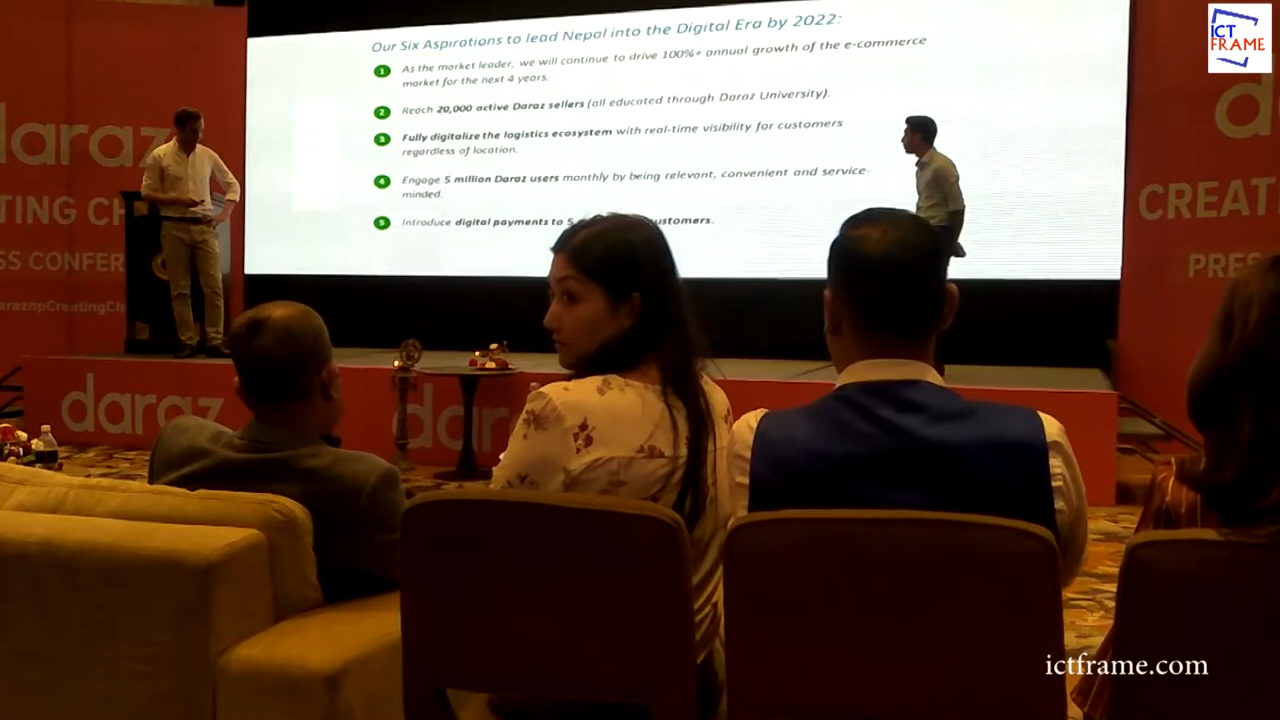 Our Six Aspirations to lead Nepal into the Digital Era by 2022:
1 As the market leader, we will continue to drive 100%+ annual growth of the e-commerce
market for the next 4 years.
2 Reach 20,000 active Daraz sellers (all educated through Daraz University).
3 Fully digitalize the logistics ecosystem with real-time visibility for customers
regardless of location.
4 Engage 5 million Daraz users monthly by being relevant, convenient and service-
minded.
5 Introduce digital payments to 5 ustomers.
ICT
FRAME
daraz
TING CH
SS CONFER
araznpCreatingCh
d
CREAT
PRES
daraz
dar
ictframe.com